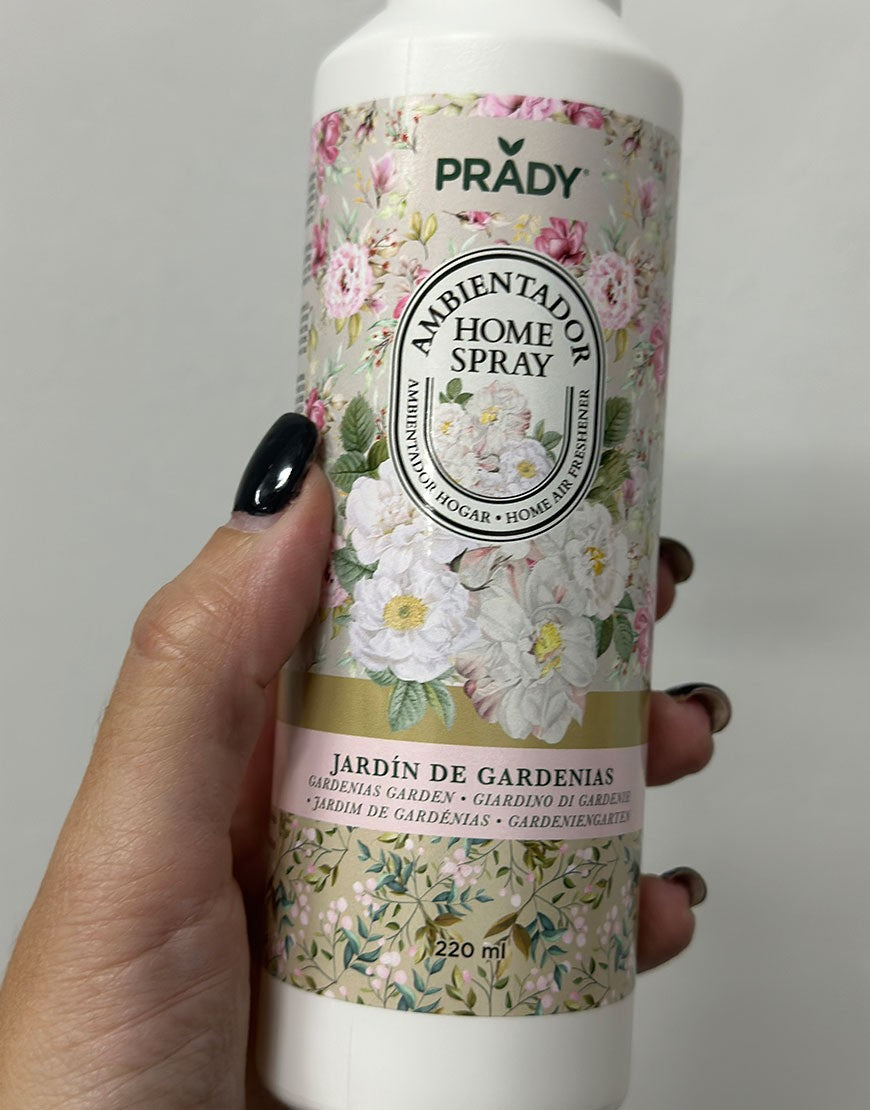 PRADY®
AMBIENTADOR
HOME
SPRAY
AMBIENTADOR HOGAR • HOME AIR FRESHENER
JARDÍN DE GARDENIAS
GARDENIAS GARDEN • GIARDINO DI GARDENIE
• JARDIM DE GARDÉNIAS • GARDENIENGARTEN
220 ml